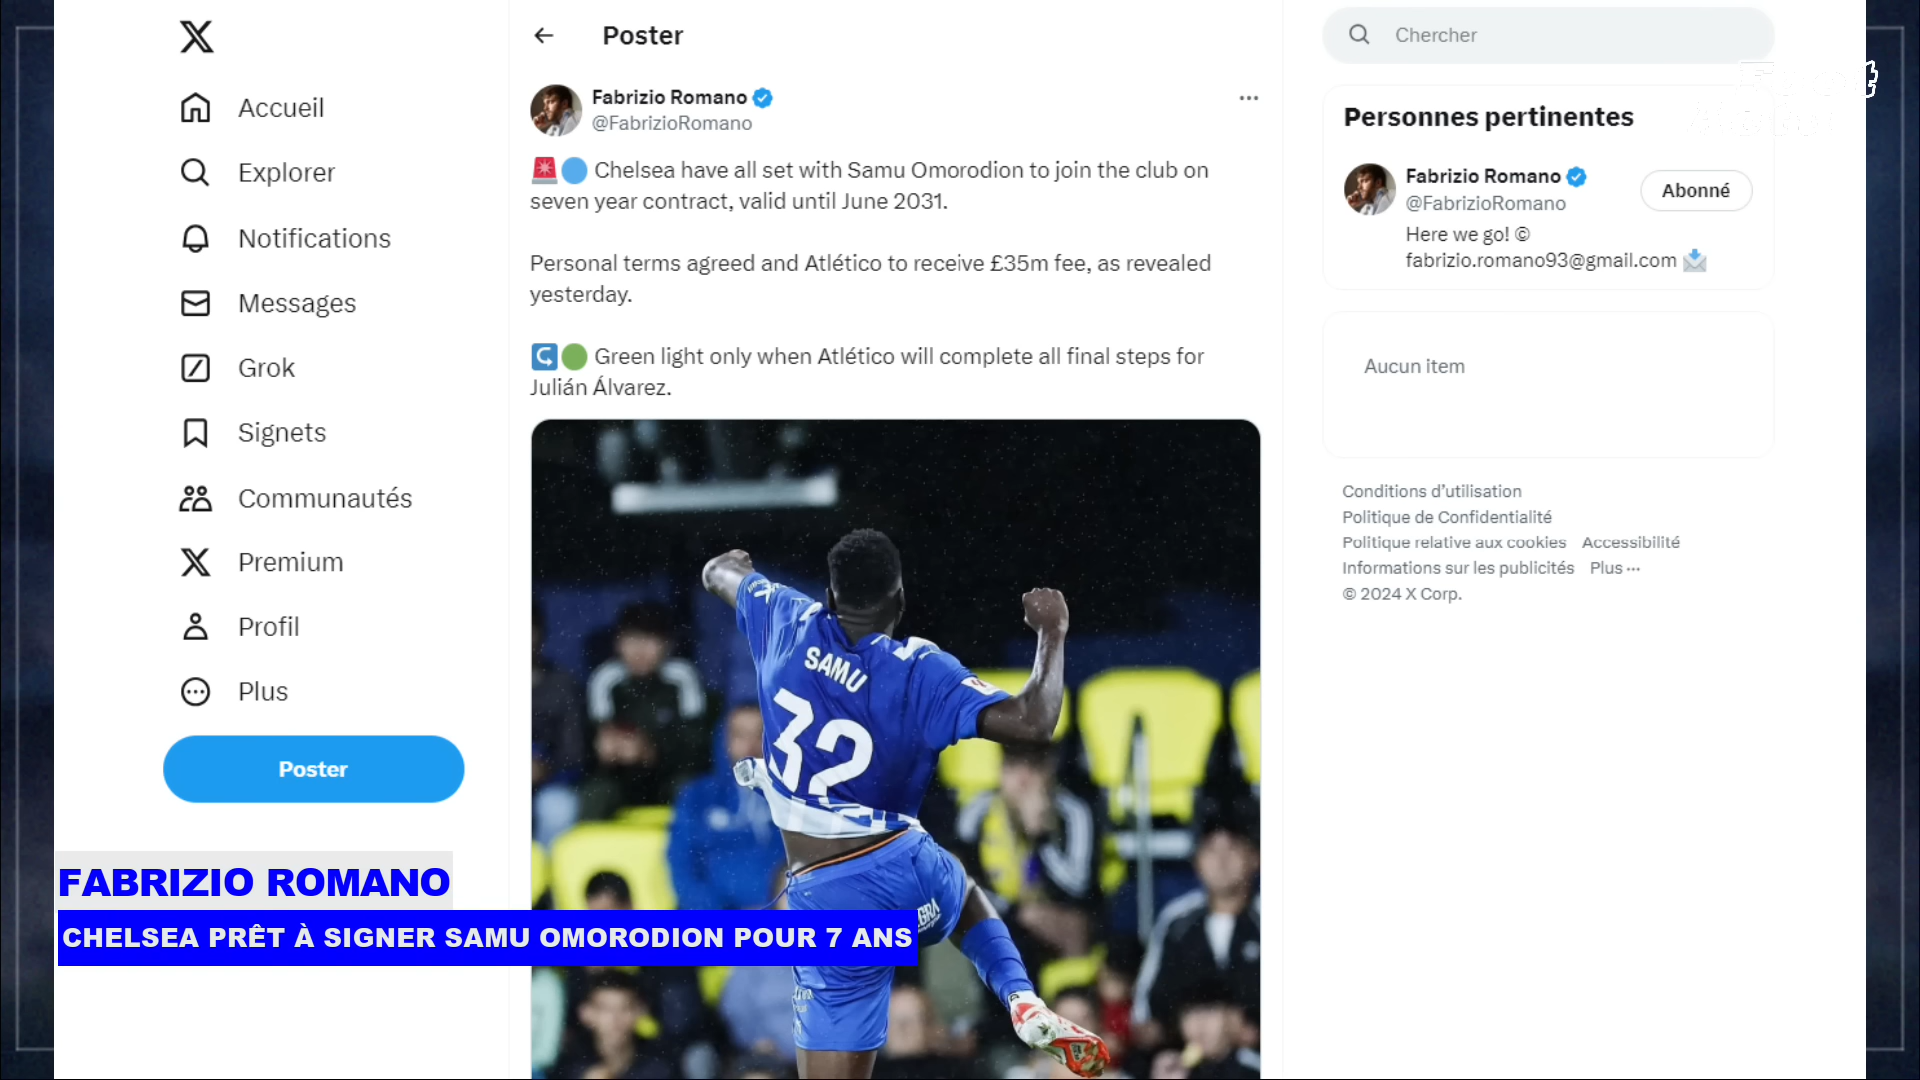 Accueil
Explorer
Notifications
Messages
Grok
Signets
Communautés
Premium
Profil
Plus
Poster
Poster
Fabrizio Romano
@FabrizioRomano
Chelsea have all set with Samu Omorodion to join the club on
seven year contract, valid until June 2031.
Personal terms agreed and Atlético to receive £35m fee, as revealed
yesterday.
Green light only when Atlético will complete all final steps for
Julián Álvarez.
SAMU
32
Chercher
Personnes pertinentes
Fabrizio Romano
@FabrizioRomano
Abonné
Here we go! ©
fabrizio.romano93@gmail.com
Aucun item
Conditions d'utilisation
Politique de Confidentialité
Politique relative aux cookies Accessibilité
Informations sur les publicités Plus ...
© 2024 X Corp.
FABRIZIO ROMANO
CHELSEA PRÊT À SIGNER SAMU OMORODION POUR 7 ANS